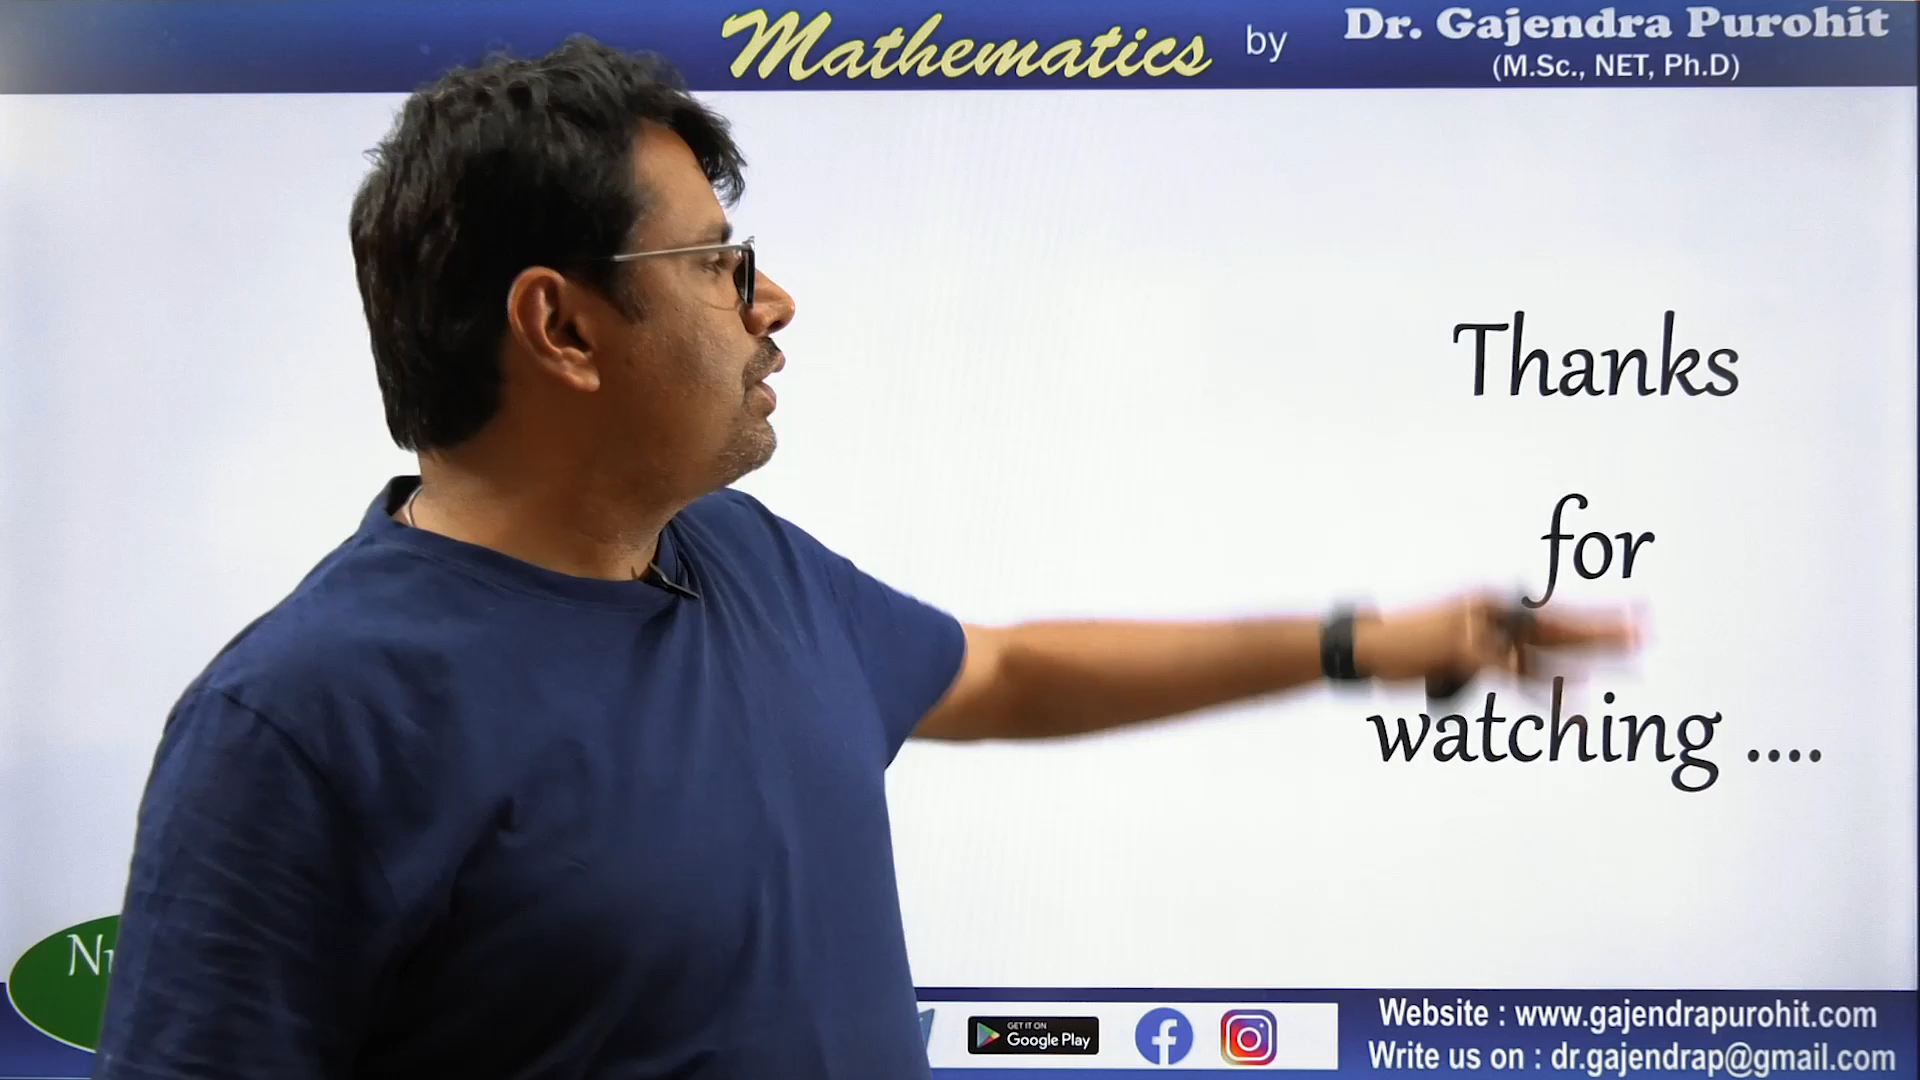 Mathematics by Dr. Gajendra Purohit
(M.Sc., NET, Ph.D)
Thanks
for
watching ....
GET IT ON
Google Play
Website : www.gajendrapurohit.com
Write us on : dr.gajendrap@gmail.com